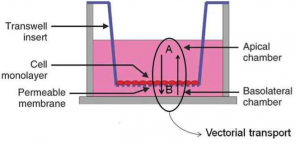 Transwell
insert
Cell
monolayer
Permeable
membrane
A
B
Apical
chamber
Basolateral
chamber
Vectorial transport